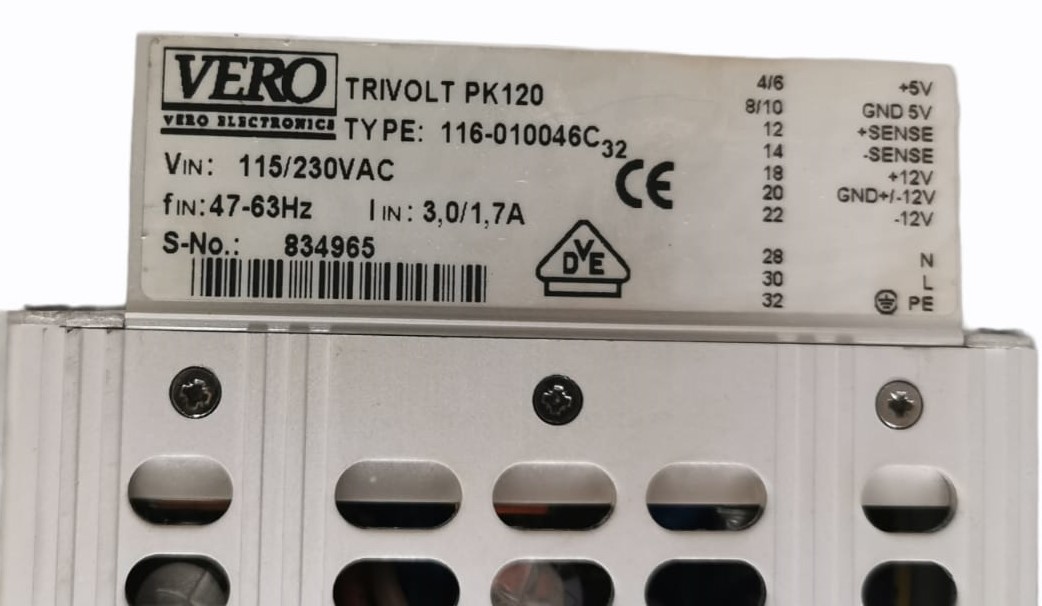 VERO
VERO ELECTRONICS
TRIVOLT PK120
TYPE: 116-010046C32
VIN: 115/230VAC
fIN:47-63Hz IIN: 3,0/1,7A
S-No.: 834965
CE
VDE
4/6 +5V
8/10 GND 5V
12 +SENSE
14 -SENSE
18 +12V
20 GND+/-12V
22 -12V
28 N
30 L
32 PE